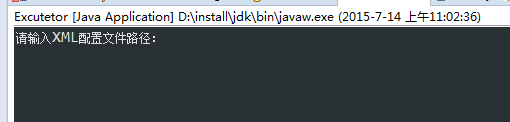 Excutetor [Java Application] D:\install\jdk\bin\javaw.exe (2015-7-14 上午11:02:36)
请输入XML配置文件路径：